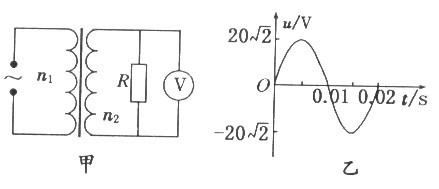 ~ n₁ n₂ R V
甲
u/V
20√2
O 0.01 0.02 t/s
-20√2
乙